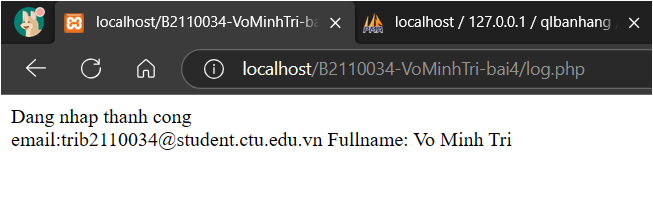 localhost/B2110034-VoMinhTri-bai
localhost / 127.0.0.1 / qlbanhang
localhost/B2110034-VoMinhTri-bai4/log.php
Dang nhap thanh cong
email:trib2110034@student.ctu.edu.vn Fullname: Vo Minh Tri